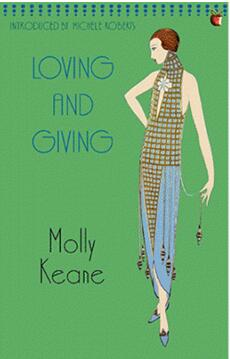 INTRODUCED BY MICHÈLE ROBERTS
LOVING
AND
GIVING
Molly
Keane